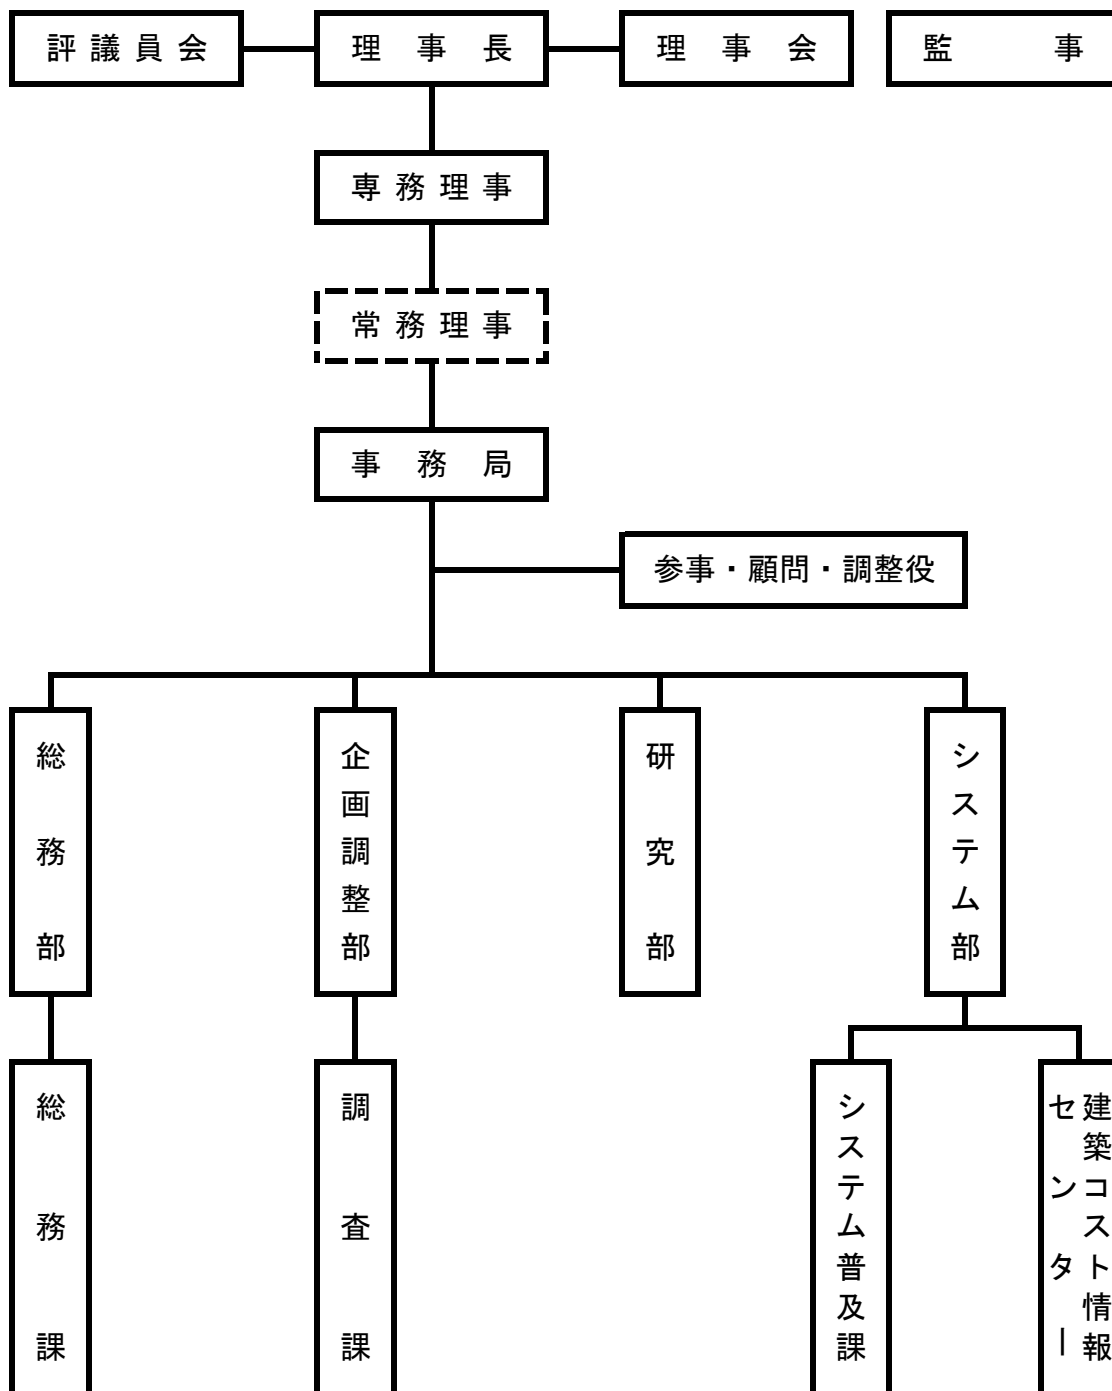 評議員会
理事長
理事会
監事
専務理事
常務理事
事務局
参事・顧問・調整役
総務部
企画調整部
研究部
システム部
総務課
調査課
システム普及課
建築コスト情報
センター